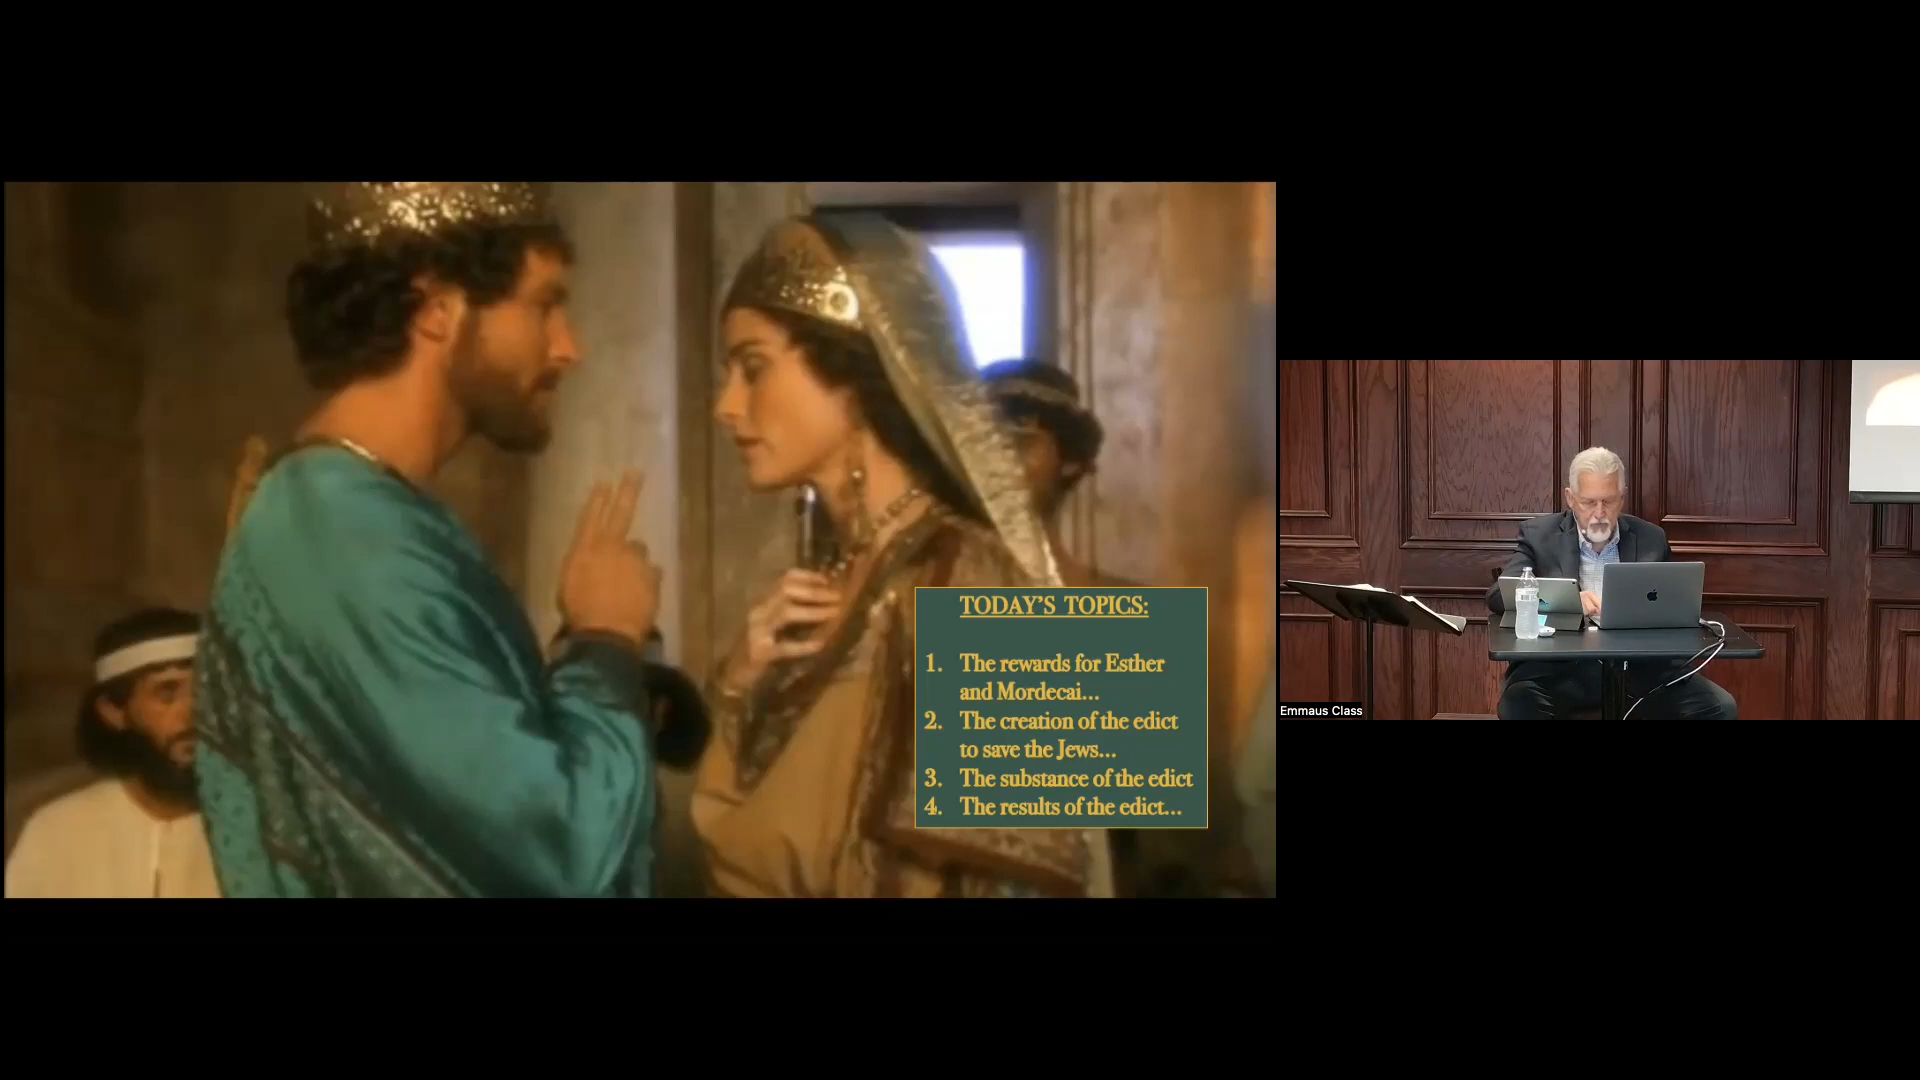 TODAY'S TOPICS:
1. The rewards for Esther
and Mordecai...
2. The creation of the edict
to save the Jews...
3. The substance of the edict
4. The results of the edict...
Emmaus Class